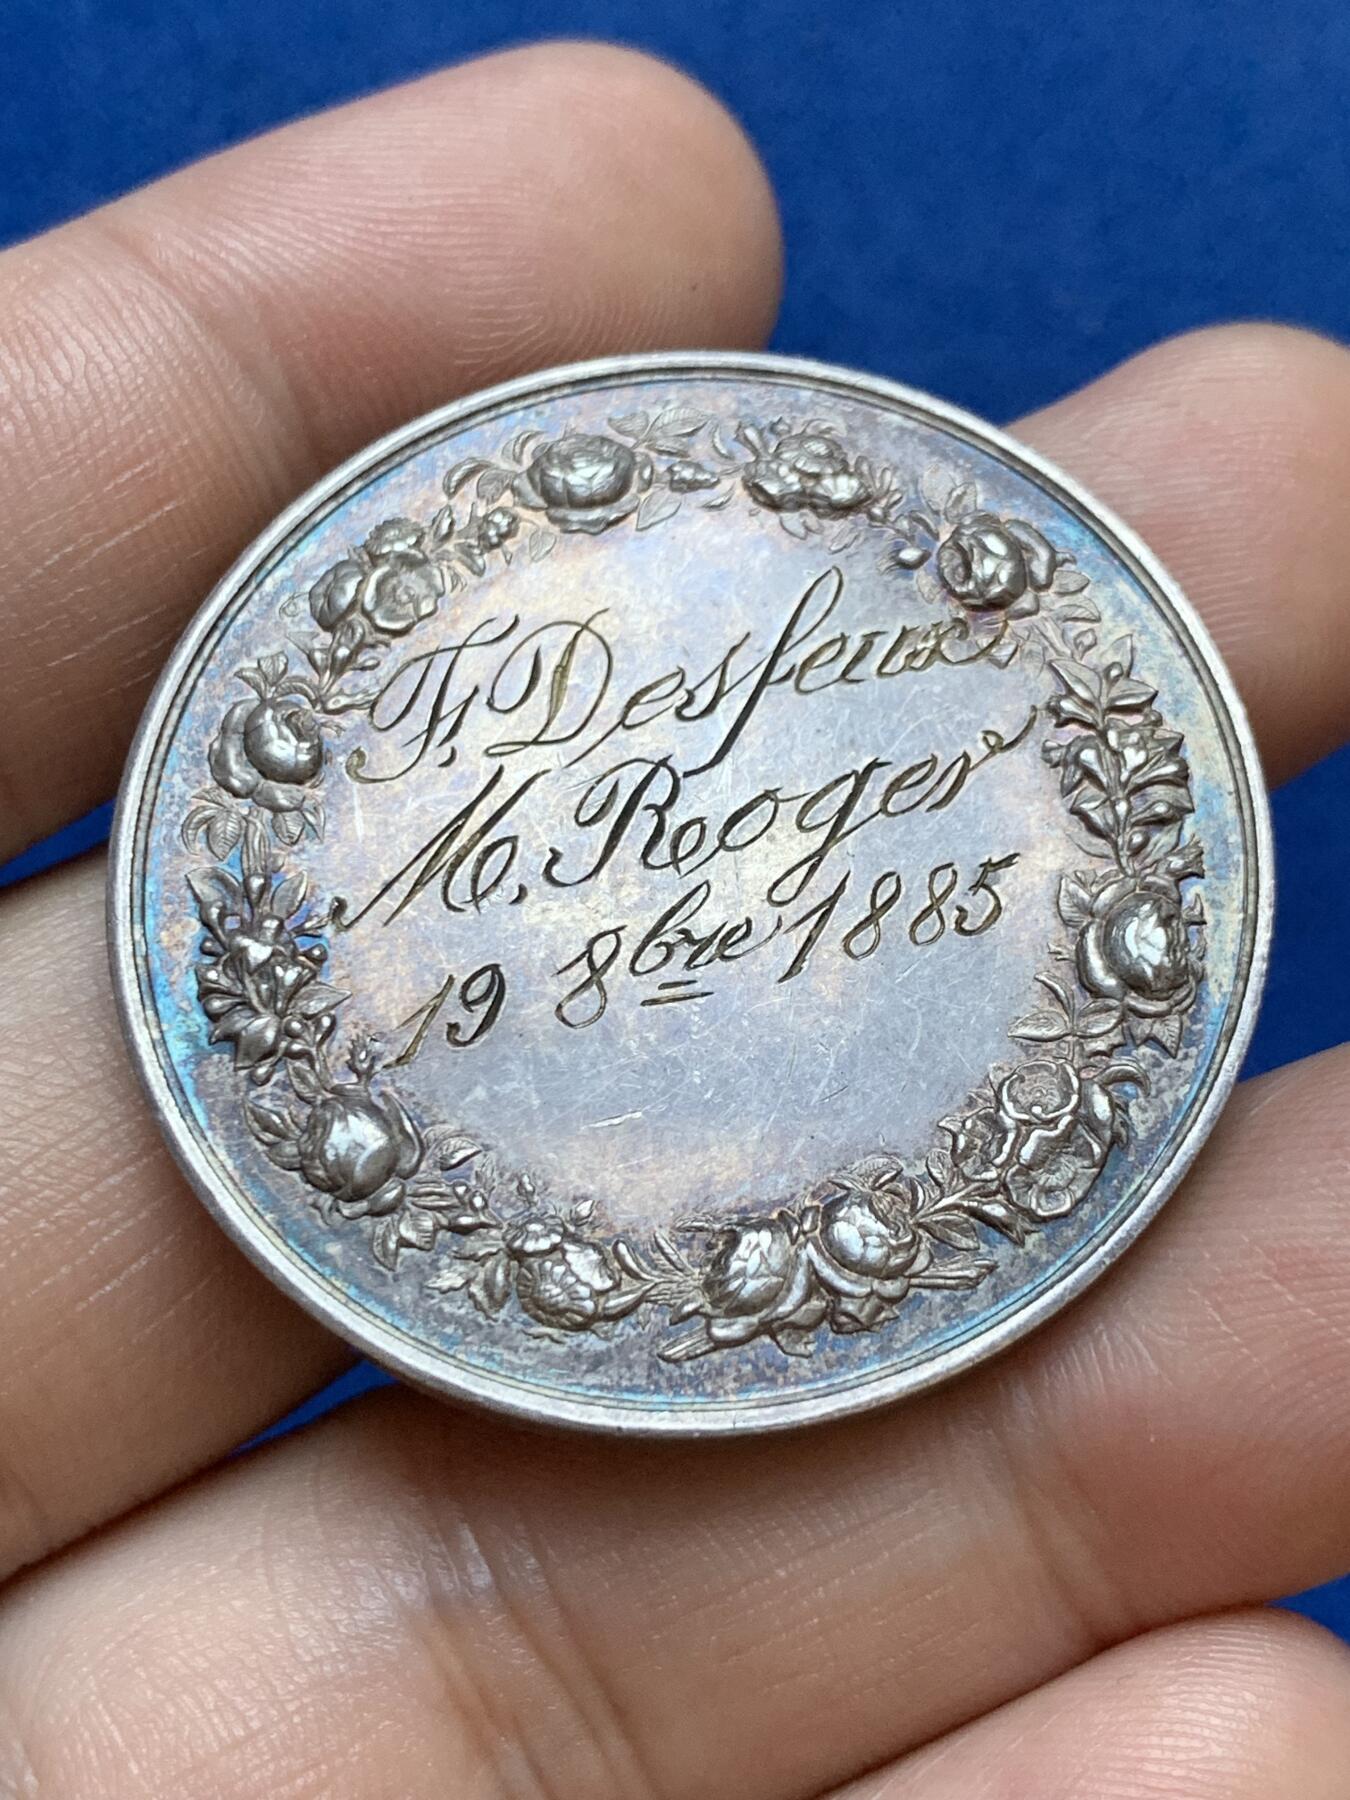 F. Desfeux
M. Roger
19 8bre 1885